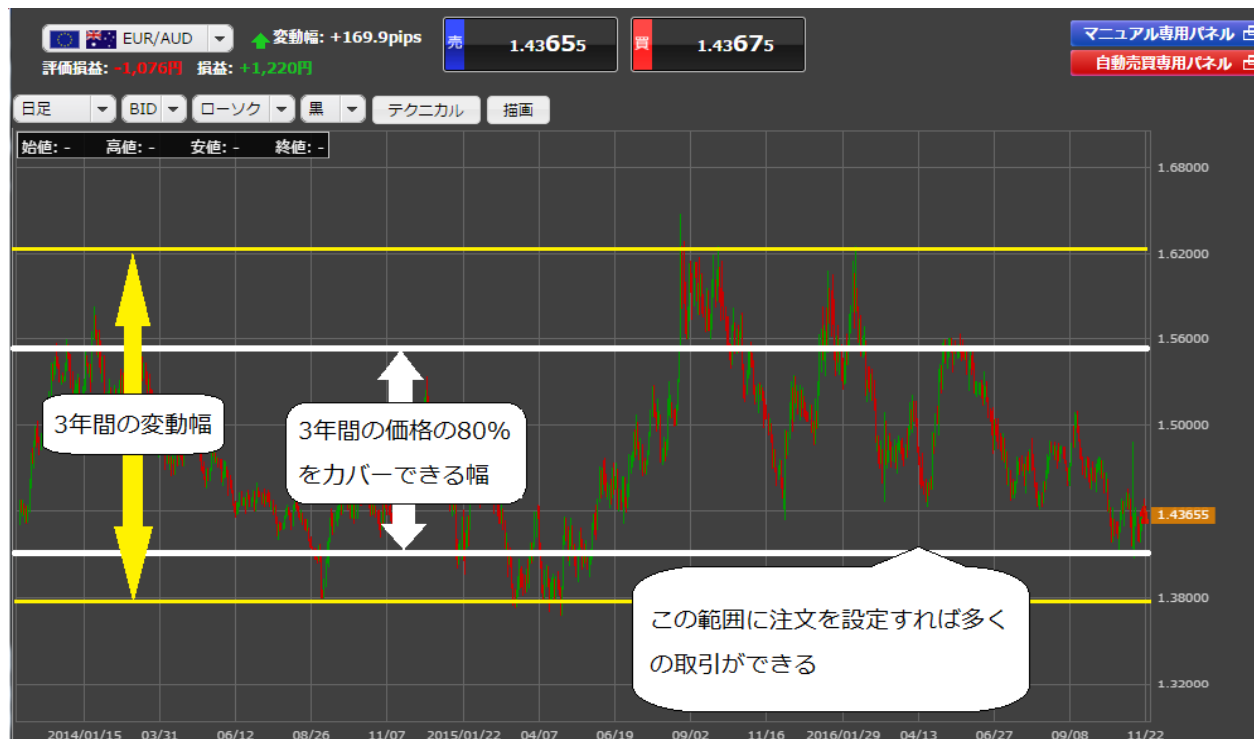 EUR/AUD 変動幅: +169.9pips 売 1.43655 買 1.43675 マニュアル専用パネル
評価損益: -1,076円 損益: +1,220円 自動売買専用パネル
日足 BID ローソク 黒 テクニカル 描画
始値: - 高値: - 安値: - 終値: -
1.68000
1.62000
1.56000
1.50000
1.43655
1.38000
1.32000
3年間の変動幅
3年間の価格の80%
をカバーできる幅
この範囲に注文を設定すれば多く
の取引ができる
2014/01/15 03/31 06/12 08/26 11/07 2015/01/22 04/07 06/19 09/02 11/16 2016/01/29 04/13 06/27 09/08 11/22